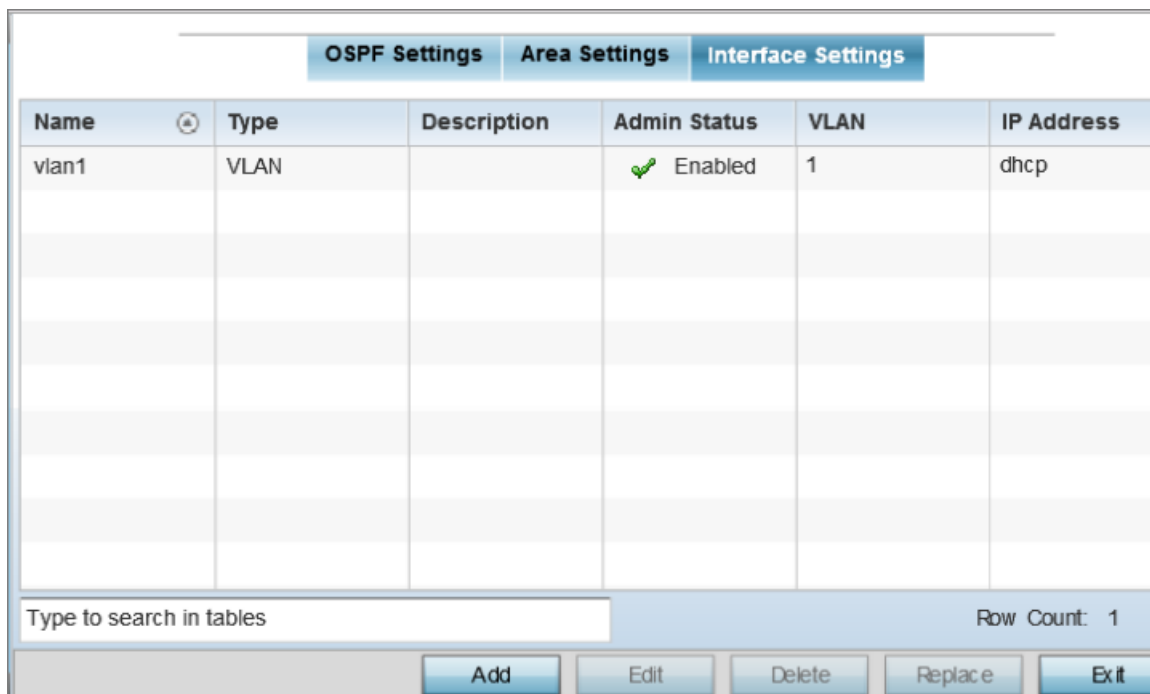 OSPF Settings Area Settings Interface Settings
Name Type Description Admin Status VLAN IP Address
vlan1 VLAN Enabled 1 dhcp
Type to search in tables Row Count: 1
Add Edit Delete Replace Exit